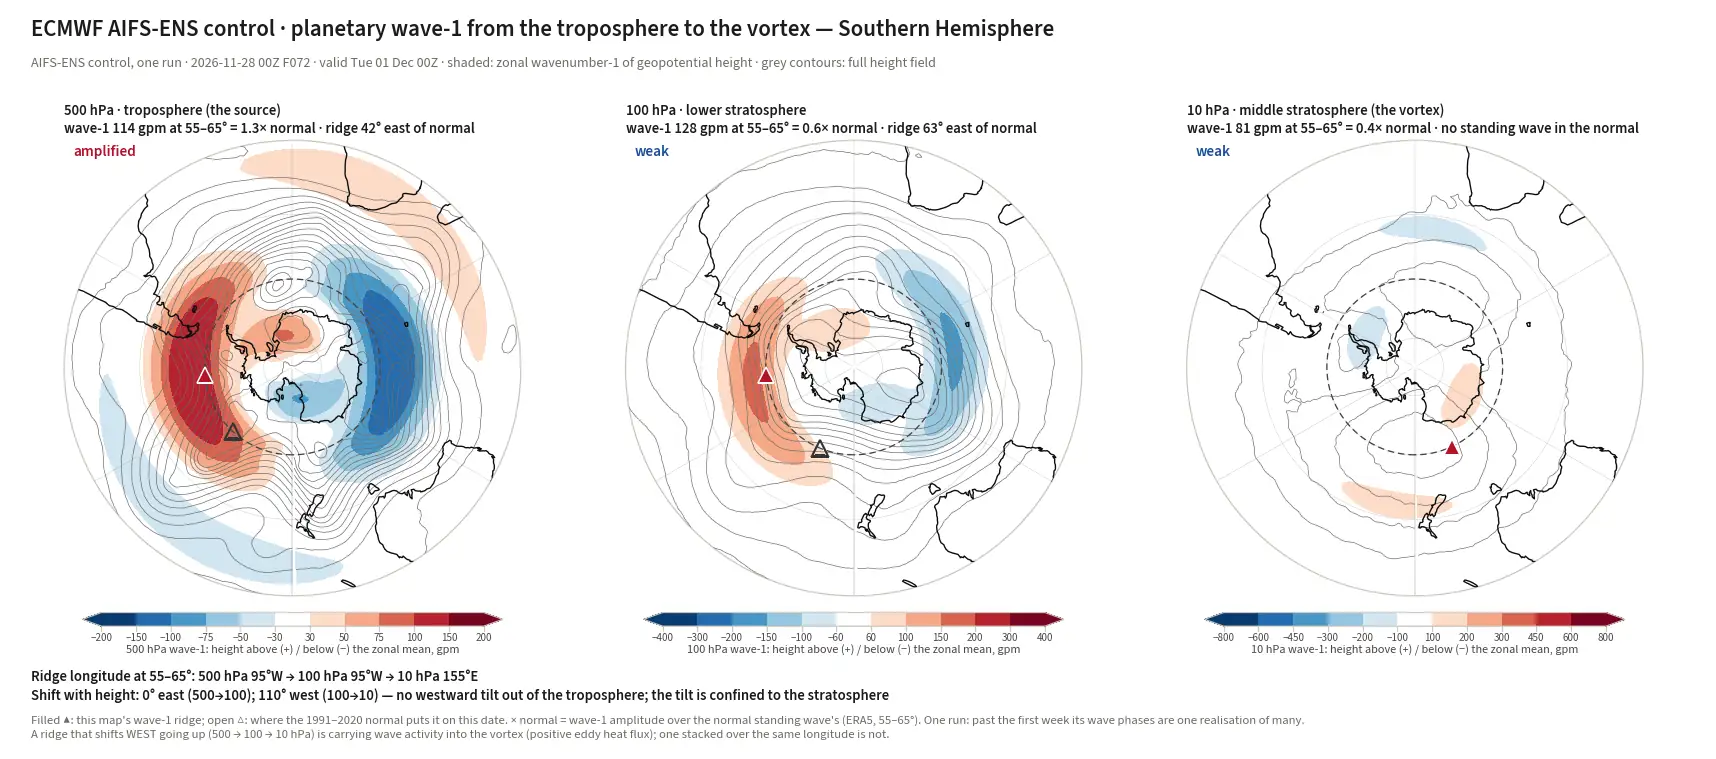 ECMWF AIFS-ENS control · planetary wave-1 from the troposphere to the vortex — Southern Hemisphere
AIFS-ENS control, one run · 2026-11-28 00Z F072 · valid Tue 01 Dec 00Z · shaded: zonal wavenumber-1 of geopotential height · grey contours: full height field
500 hPa · troposphere (the source)
wave-1 114 gpm at 55–65° = 1.3× normal · ridge 42° east of normal
amplified
100 hPa · lower stratosphere
wave-1 128 gpm at 55–65° = 0.6× normal · ridge 63° east of normal
weak
10 hPa · middle stratosphere (the vortex)
wave-1 81 gpm at 55–65° = 0.4× normal · no standing wave in the normal
weak
−200 −150 −100 −75 −50 −30 30 50 75 100 150 200
500 hPa wave-1: height above (+) / below (−) the zonal mean, gpm
−400 −300 −200 −150 −100 −60 60 100 150 200 300 400
100 hPa wave-1: height above (+) / below (−) the zonal mean, gpm
−800 −600 −450 −300 −200 −100 100 200 300 450 600 800
10 hPa wave-1: height above (+) / below (−) the zonal mean, gpm
Ridge longitude at 55–65°: 500 hPa 95°W → 100 hPa 95°W → 10 hPa 155°E
Shift with height: 0° east (500→100); 110° west (100→10) — no westward tilt out of the troposphere; the tilt is confined to the stratosphere
Filled ▲: this map's wave-1 ridge; open △: where the 1991–2020 normal puts it on this date. × normal = wave-1 amplitude over the normal standing wave's (ERA5, 55–65°). One run: past the first week its wave phases are one realisation of many.
A ridge that shifts WEST going up (500 → 100 → 10 hPa) is carrying wave activity into the vortex (positive eddy heat flux); one stacked over the same longitude is not.